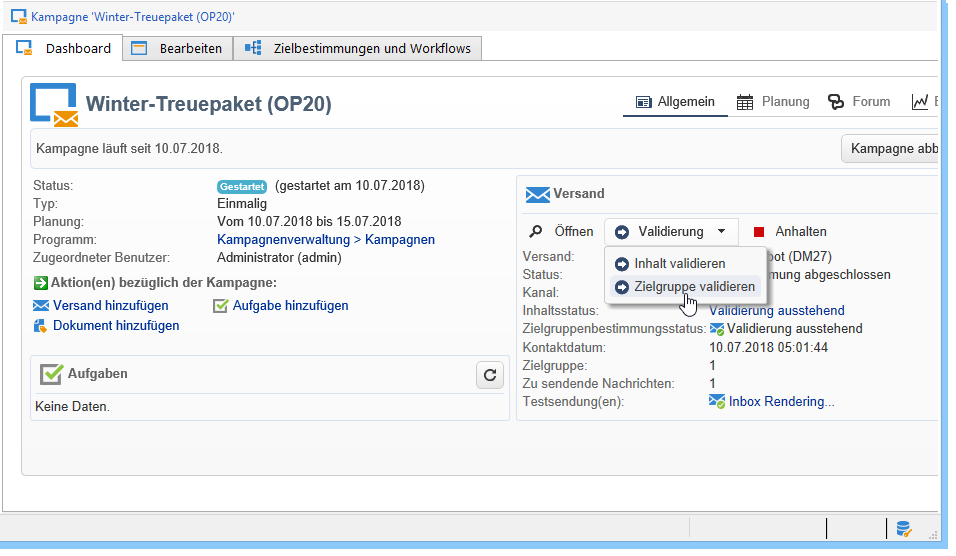 Kampagne 'Winter-Treuepaket (OP20)'
Dashboard Bearbeiten Zielbestimmungen und Workflows
Winter-Treuepaket (OP20)
Allgemein Planung Forum
Kampagne läuft seit 10.07.2018.
Kampagne abb
Status: Gestartet (gestartet am 10.07.2018)
Typ: Einmalig
Planung: Vom 10.07.2018 bis 15.07.2018
Programm: Kampagnenverwaltung > Kampagnen
Zugeordneter Benutzer: Administrator (admin)
Aktion(en) bezüglich der Kampagne:
Versand hinzufügen Aufgabe hinzufügen
Dokument hinzufügen
Aufgaben
Keine Daten.
Versand
Öffnen Validierung Anhalten
Inhalt validieren
Zielgruppe validieren
Versand: bot (DM27)
Status: mung abgeschlossen
Kanal:
Inhaltsstatus: Validierung ausstehend
Zielgruppenbestimmungsstatus: Validierung ausstehend
Kontaktdatum: 10.07.2018 05:01:44
Zielgruppe: 1
Zu sendende Nachrichten: 1
Testsendung(en): Inbox Rendering...